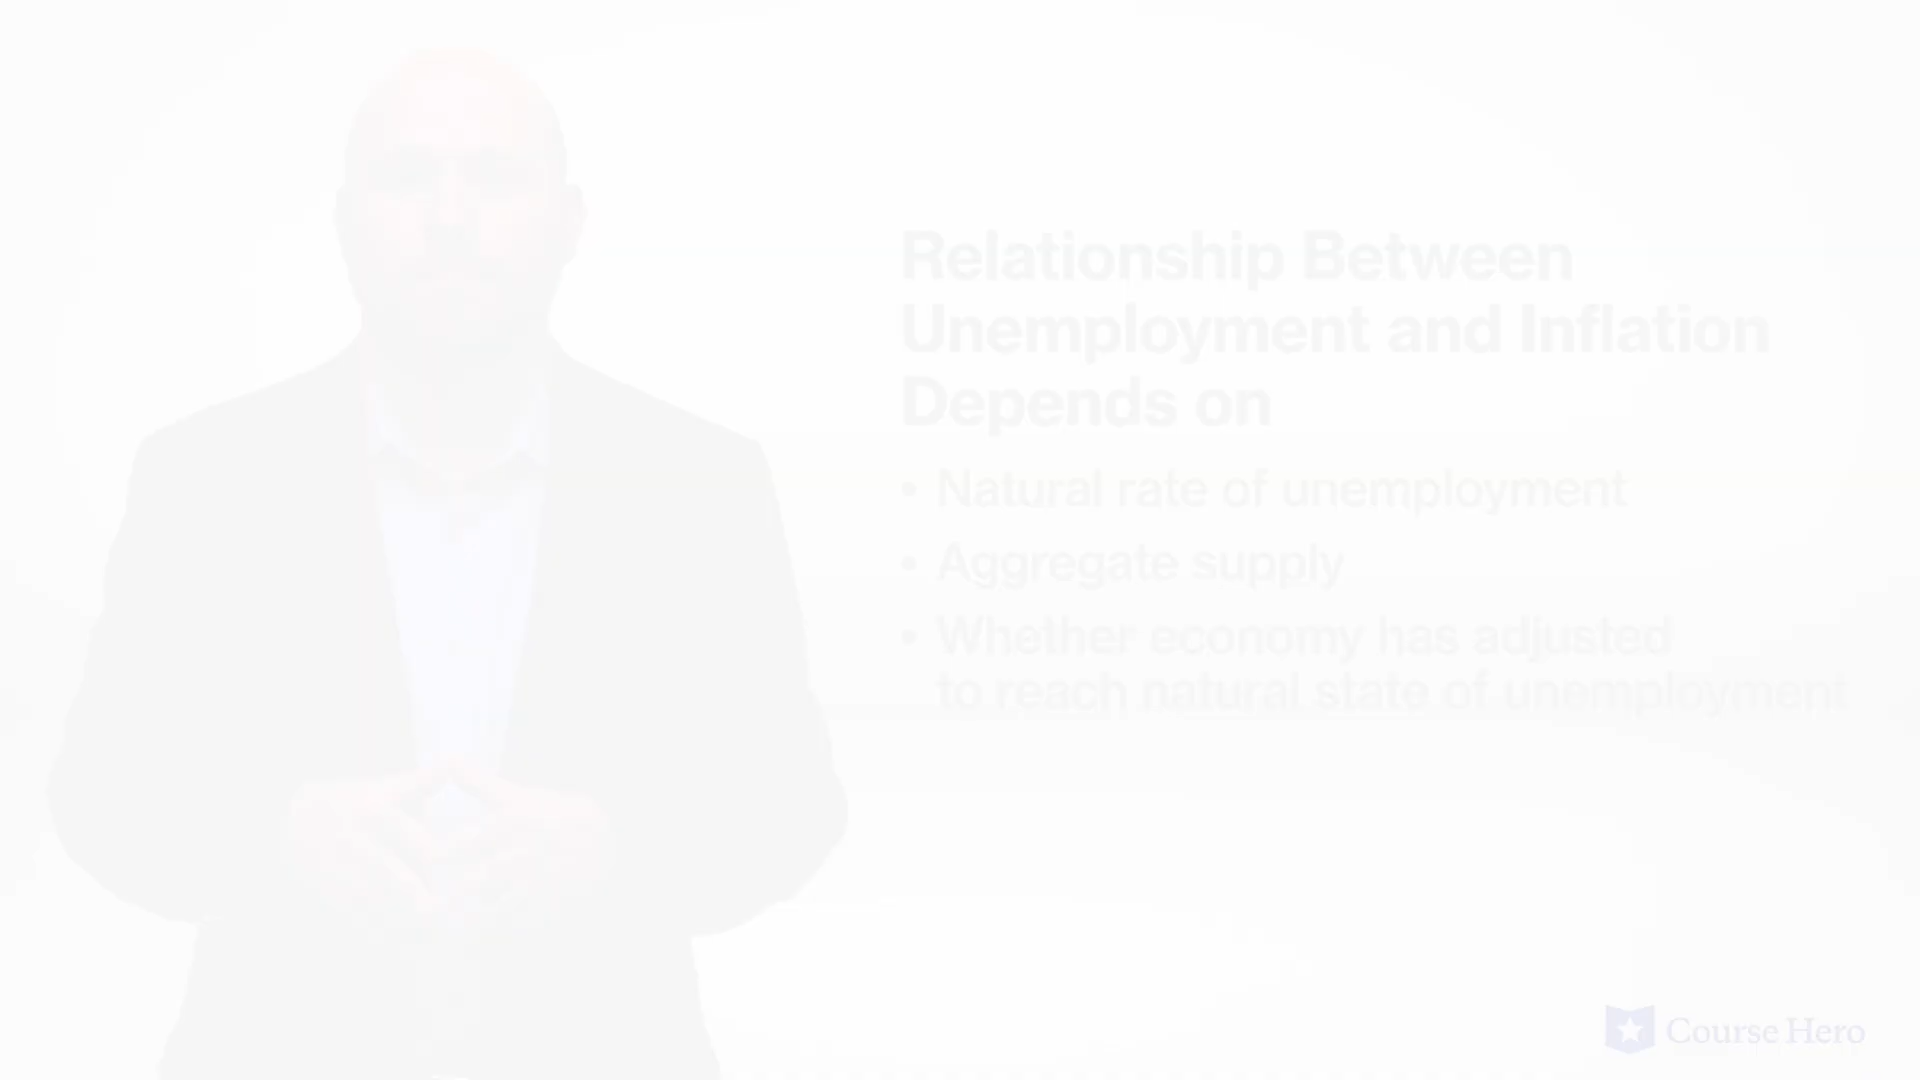 Relationship Between
Unemployment and Inflation
Depends on
• Natural rate of unemployment
• Aggregate supply
• Whether economy has adjusted
to reach natural state of unemployment
Course Hero